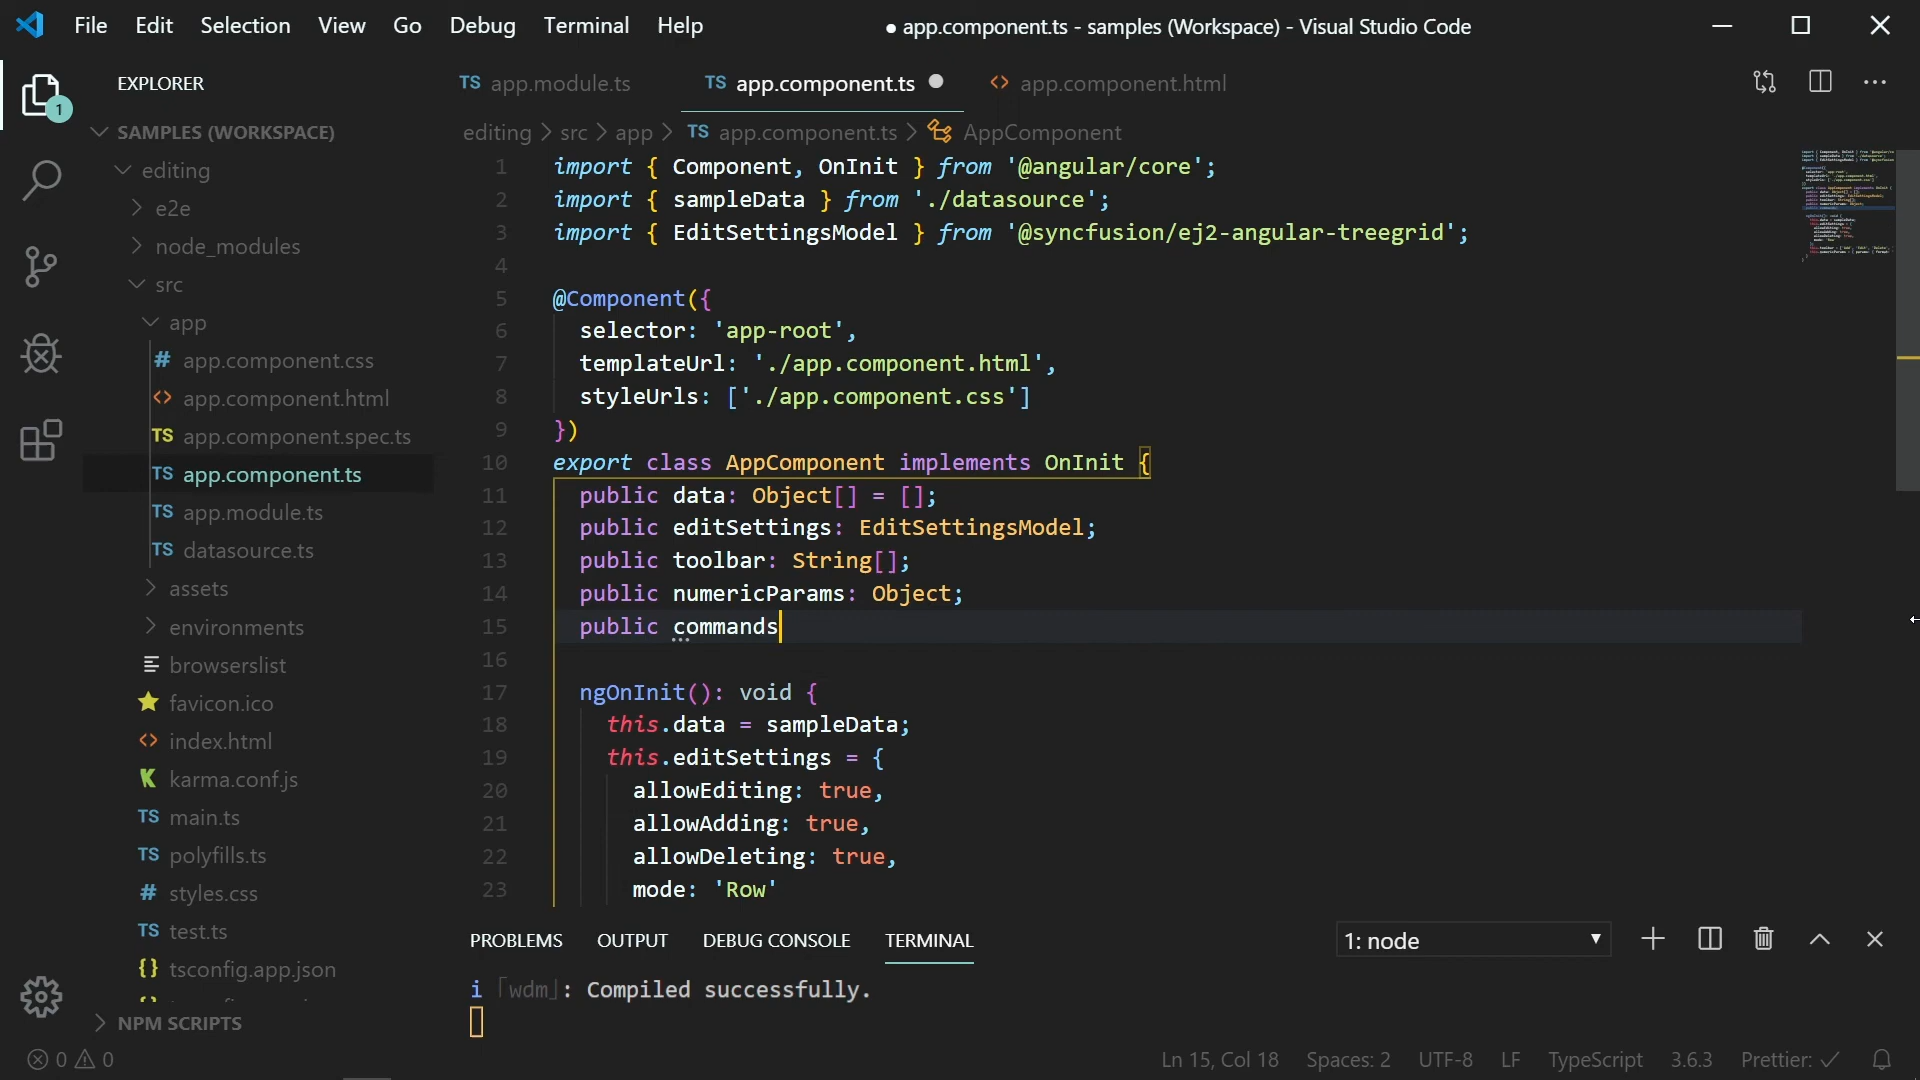 File Edit Selection View Go Debug Terminal Help
● app.component.ts - samples (Workspace) - Visual Studio Code
EXPLORER
1
SAMPLES (WORKSPACE)
editing
e2e
node_modules
src
app
# app.component.css
<> app.component.html
TS app.component.spec.ts
TS app.component.ts
TS app.module.ts
TS datasource.ts
assets
environments
browserslist
favicon.ico
<> index.html
K karma.conf.js
TS main.ts
TS polyfills.ts
# styles.css
TS test.ts
{} tsconfig.app.json
NPM SCRIPTS
TS app.module.ts
TS app.component.ts ●
<> app.component.html
editing > src > app > TS app.component.ts > AppComponent
1 import { Component, OnInit } from '@angular/core';
2 import { sampleData } from './datasource';
3 import { EditSettingsModel } from '@syncfusion/ej2-angular-treegrid';
4
5 @Component({
6 selector: 'app-root',
7 templateUrl: './app.component.html',
8 styleUrls: ['./app.component.css']
9 })
10 export class AppComponent implements OnInit {
11 public data: Object[] = [];
12 public editSettings: EditSettingsModel;
13 public toolbar: String[];
14 public numericParams: Object;
15 public commands
16
17 ngOnInit(): void {
18 this.data = sampleData;
19 this.editSettings = {
20 allowEditing: true,
21 allowAdding: true,
22 allowDeleting: true,
23 mode: 'Row'
PROBLEMS OUTPUT DEBUG CONSOLE TERMINAL
1: node
i ｢wdm｣: Compiled successfully.
0 0
Ln 15, Col 18 Spaces: 2 UTF-8 LF TypeScript 3.6.3 Prettier: ✓